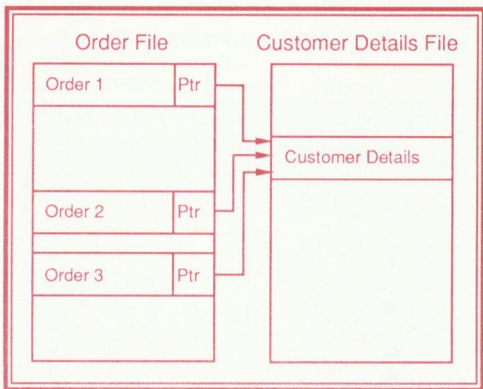 Order File
Customer Details File
Order 1
Ptr
Customer Details
Order 2
Ptr
Order 3
Ptr